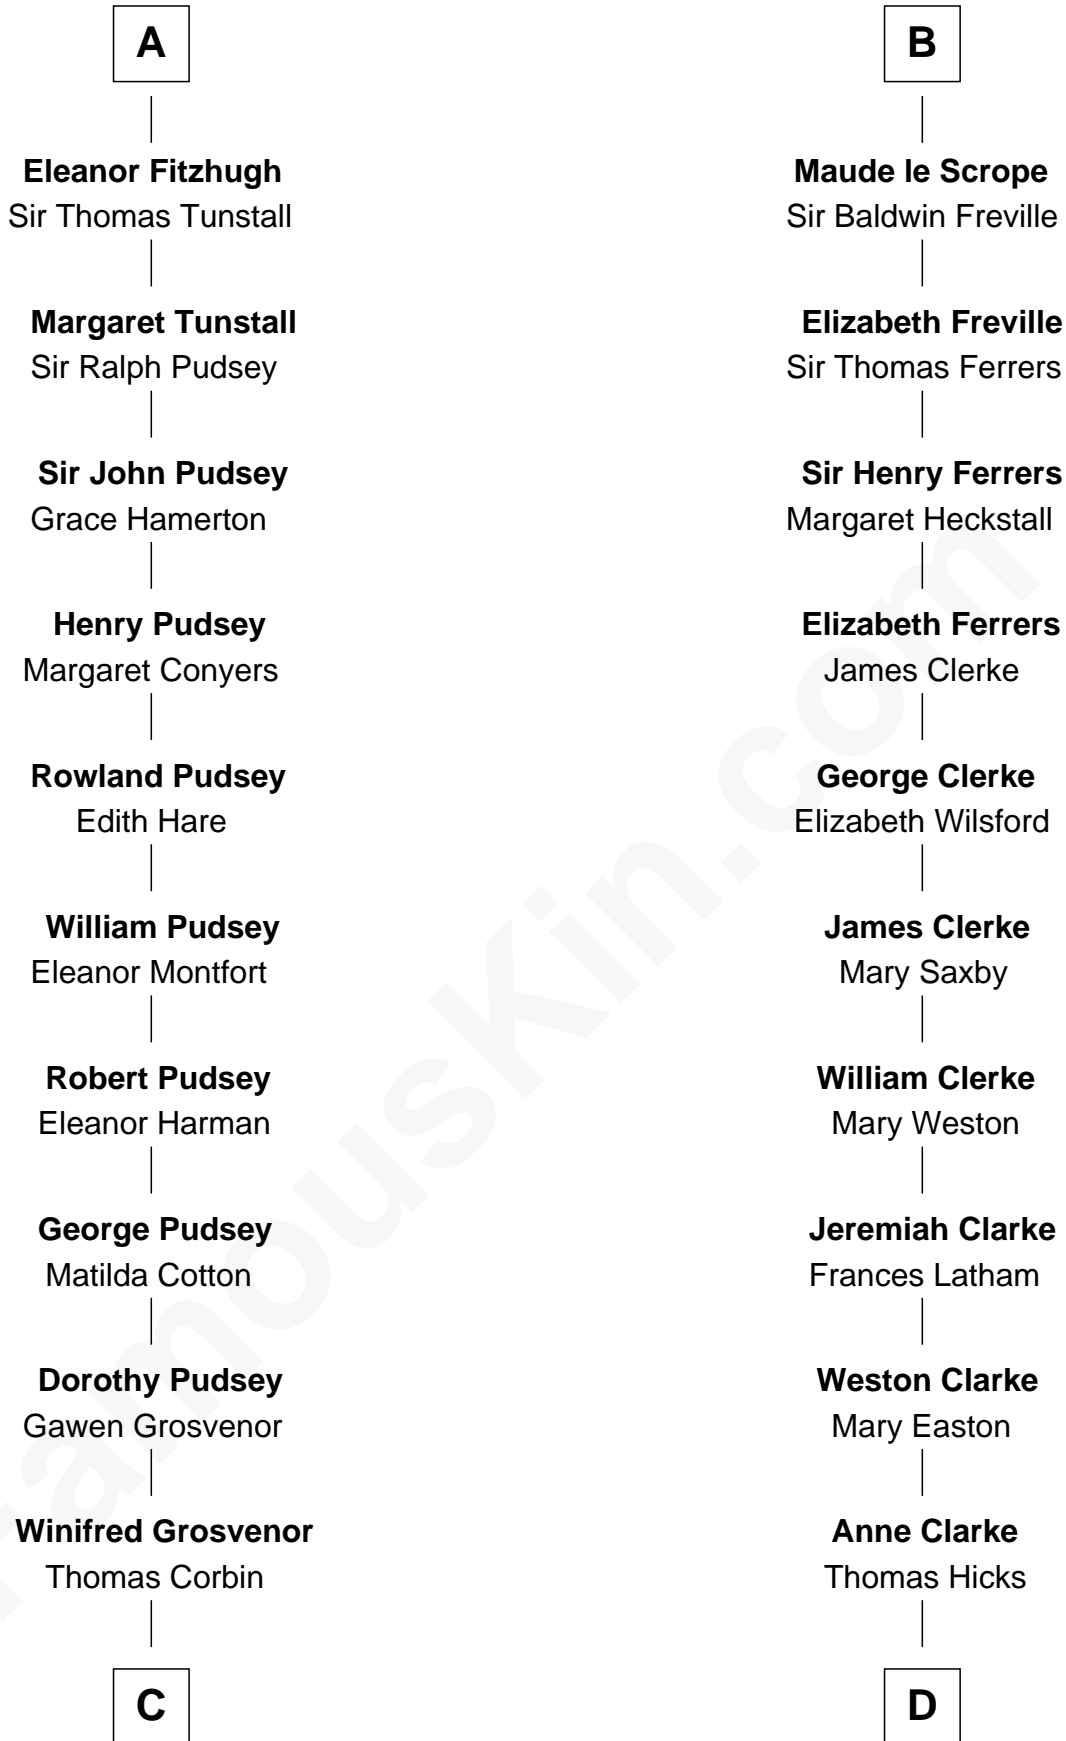 A
Eleanor Fitzhugh
Sir Thomas Tunstall
Margaret Tunstall
Sir Ralph Pudsey
Sir John Pudsey
Grace Hamerton
Henry Pudsey
Margaret Conyers
Rowland Pudsey
Edith Hare
William Pudsey
Eleanor Montfort
Robert Pudsey
Eleanor Harman
George Pudsey
Matilda Cotton
Dorothy Pudsey
Gawen Grosvenor
Winifred Grosvenor
Thomas Corbin
C
B
Maude le Scrope
Sir Baldwin Freville
Elizabeth Freville
Sir Thomas Ferrers
Sir Henry Ferrers
Margaret Heckstall
Elizabeth Ferrers
James Clerke
George Clerke
Elizabeth Wilsford
James Clerke
Mary Saxby
William Clerke
Mary Weston
Jeremiah Clarke
Frances Latham
Weston Clarke
Mary Easton
Anne Clarke
Thomas Hicks
D
FamousKin.com